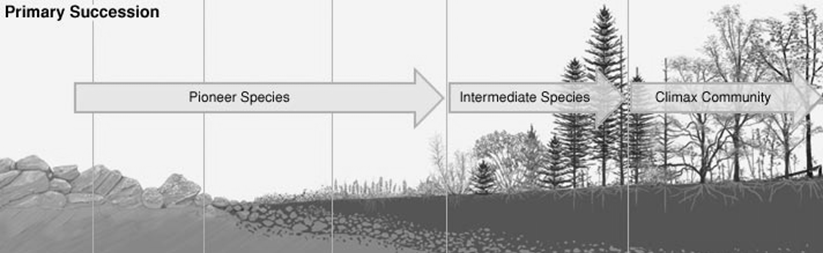 Primary Succession
Pioneer Species
Intermediate Species
Climax Community